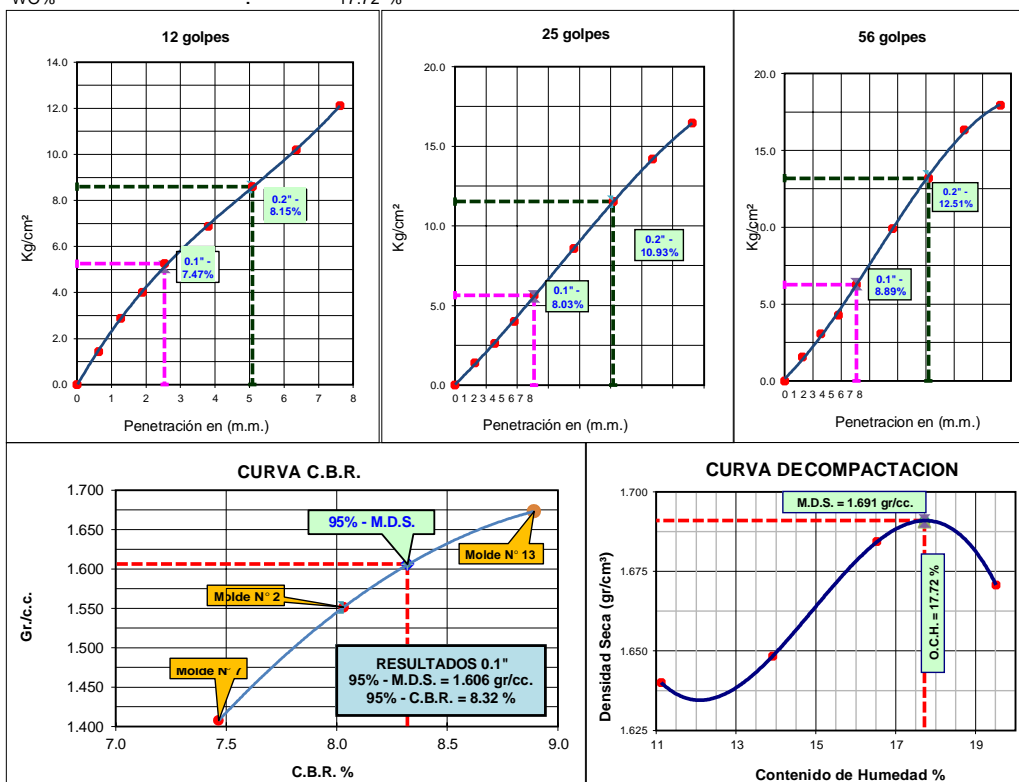 WO% : 17.72 %
12 golpes
14.0
12.0
10.0
8.0
6.0
4.0
2.0
0.0
Kg/cm²
0.2" -
8.15%
0.1" -
7.47%
0 1 2 3 4 5 6 7 8
Penetración en (m.m.)
25 golpes
20.0
15.0
10.0
5.0
0.0
Kg/cm²
0.2" -
10.93%
0.1" -
8.03%
0 1 2 3 4 5 6 7 8
Penetración en (m.m.)
56 golpes
20.0
15.0
10.0
5.0
0.0
Kg/cm²
0.2" -
12.51%
0.1" -
8.89%
0 1 2 3 4 5 6 7 8
Penetracion en (m.m.)
CURVA C.B.R.
1.700
1.650
1.600
1.550
1.500
1.450
1.400
Gr./c.c.
95% - M.D.S.
Molde N° 13
Molde N° 2
Molde N° 7
RESULTADOS 0.1"
95% - M.D.S. = 1.606 gr/cc.
95% - C.B.R. = 8.32 %
7.0 7.5 8.0 8.5 9.0
C.B.R. %
CURVA DECOMPACTACION
1.700
1.675
1.650
1.625
Densidad Seca (gr/cm³)
M.D.S. = 1.691 gr/cc.
O.C.H. = 17.72 %
11 13 15 17 19
Contenido de Humedad %